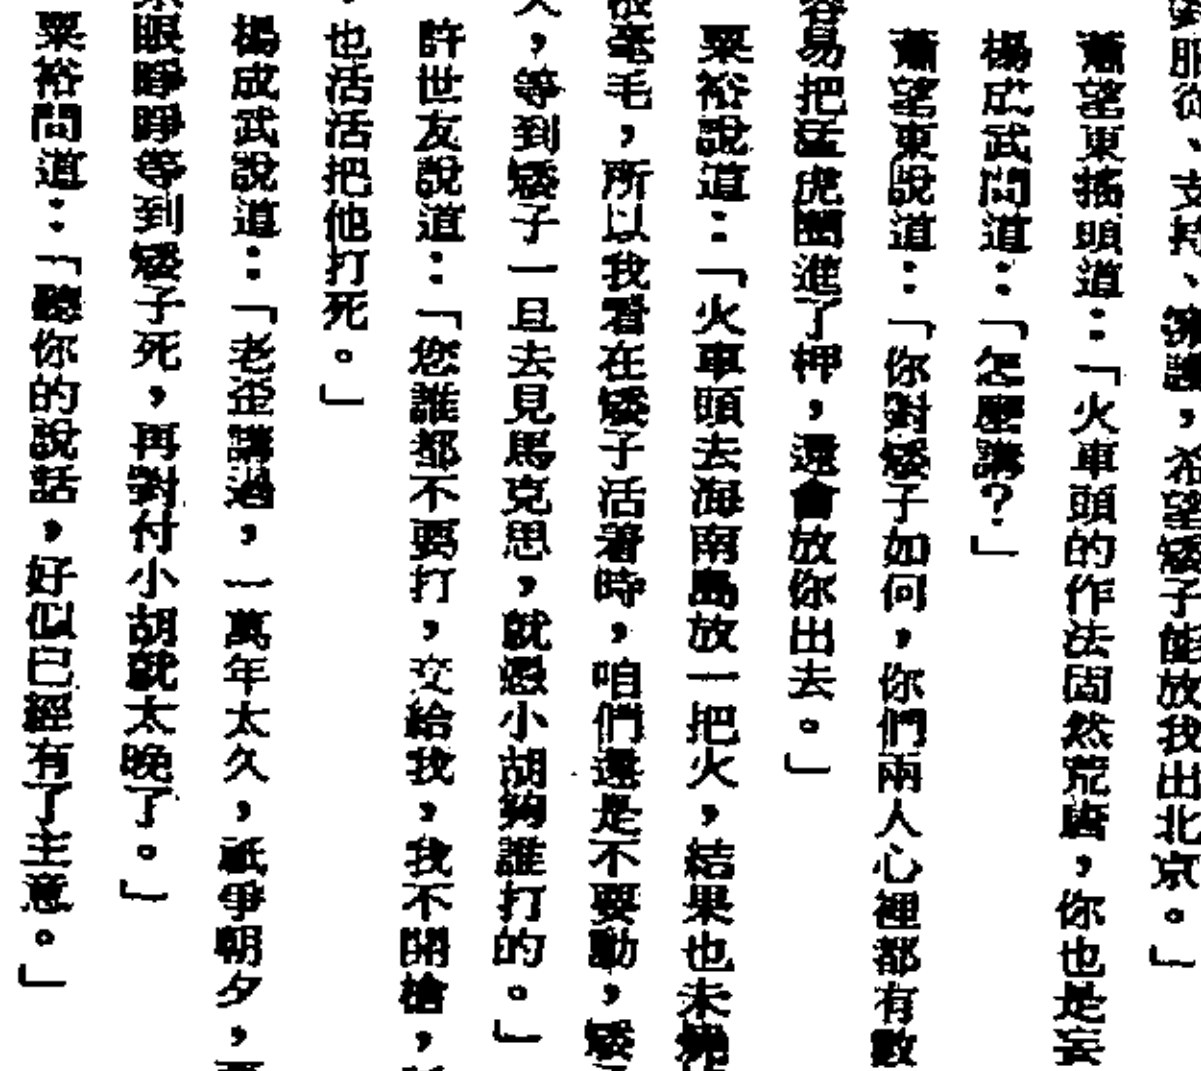 服從、支持、擁護，希望矮子能放我出北京。」
蕭望東搖頭道：「火車頭的作法固然荒唐，你也是妄
楊成武問道：「怎麼講？」
蕭望東說道：「你對矮子如何，你們兩人心裡都有數
容易把猛虎圈進了柙，還會放你出去。」
粟裕說道：「火車頭去海南島放一把火，結果也未
毫毛，所以我看在矮子活著時，咱們還是不要動，矮
，等到矮子一旦去見馬克思，就憑小胡夠誰打的。」
許世友說道：「您誰都不要打，交給我，我不開槍，
，也活活把他打死。」
楊成武說道：「老歪講過，一萬年太久，祇爭朝夕，
眼睜睜等到矮子死，再對付小胡就太晚了。」
粟裕問道：「聽你的說話，好似已經有了主意。」